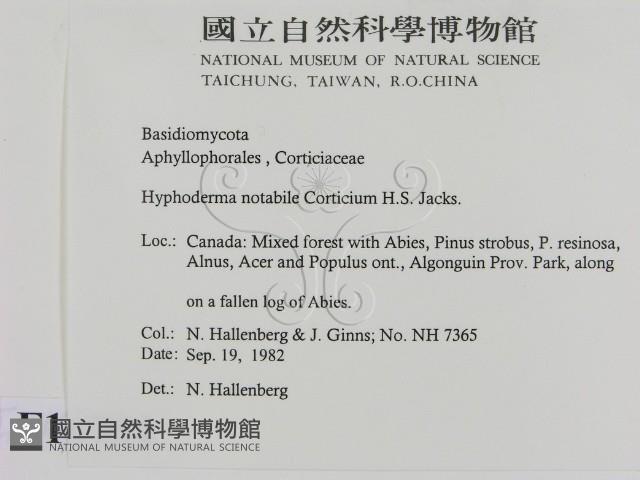 國立自然科學博物館
NATIONAL MUSEUM OF NATURAL SCIENCE
TAICHUNG, TAIWAN, R.O.CHINA
Basidiomycota
Aphyllophorales , Corticiaceae
Hyphoderma notabile Corticium H.S. Jacks.
Loc.: Canada: Mixed forest with Abies, Pinus strobus, P. resinosa,
Alnus, Acer and Populus ont., Algonguin Prov. Park, along
on a fallen log of Abies.
Col.: N. Hallenberg & J. Ginns; No. NH 7365
Date: Sep. 19, 1982
Det.: N. Hallenberg
國立自然科學博物館
NATIONAL MUSEUM OF NATURAL SCIENCE